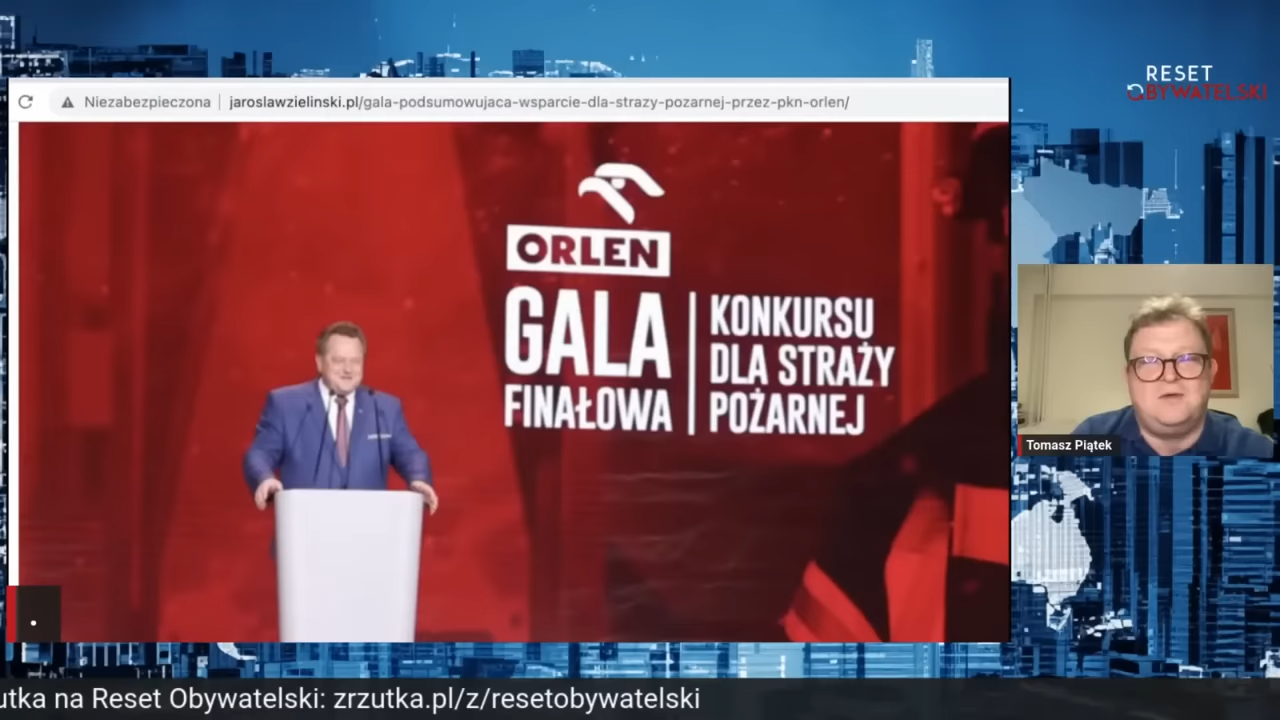 RESET
OBYWATELSKI
Niezabezpieczona | jaroslawzielinski.pl/gala-podsumowujaca-wsparcie-dla-strazy-pozarnej-przez-pkn-orlen/
ORLEN
GALA
FINAŁOWA
KONKURSU
DLA STRAŻY
POŻARNEJ
Tomasz Piątek
.
utka na Reset Obywatelski: zrzutka.pl/z/resetobywatelski